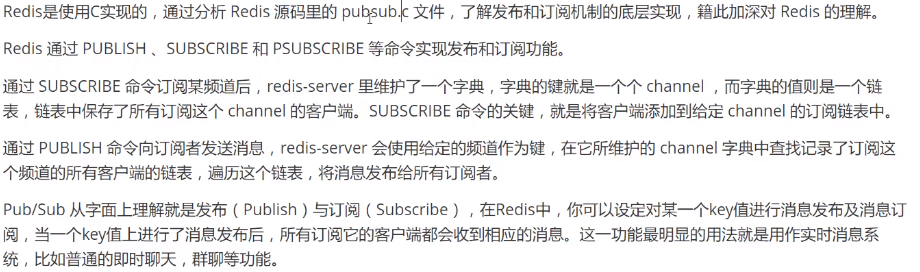 Redis是使用C实现的，通过分析 Redis 源码里的 pubsub.c 文件，了解发布和订阅机制的底层实现，籍此加深对 Redis 的理解。
Redis 通过 PUBLISH 、SUBSCRIBE 和 PSUBSCRIBE 等命令实现发布和订阅功能。
通过 SUBSCRIBE 命令订阅某频道后，redis-server 里维护了一个字典，字典的键就是一个个 channel ，而字典的值则是一个链
表，链表中保存了所有订阅这个 channel 的客户端。SUBSCRIBE 命令的关键，就是将客户端添加到给定 channel 的订阅链表中。
通过 PUBLISH 命令向订阅者发送消息，redis-server 会使用给定的频道作为键，在它所维护的 channel 字典中查找记录了订阅这
个频道的所有客户端的链表，遍历这个链表，将消息发布给所有订阅者。
Pub/Sub 从字面上理解就是发布（Publish）与订阅（Subscribe），在Redis中，你可以设定对某一个key值进行消息发布及消息订
阅，当一个key值上进行了消息发布后，所有订阅它的客户端都会收到相应的消息。这一功能最明显的用法就是用作实时消息系
统，比如普通的即时聊天，群聊等功能。